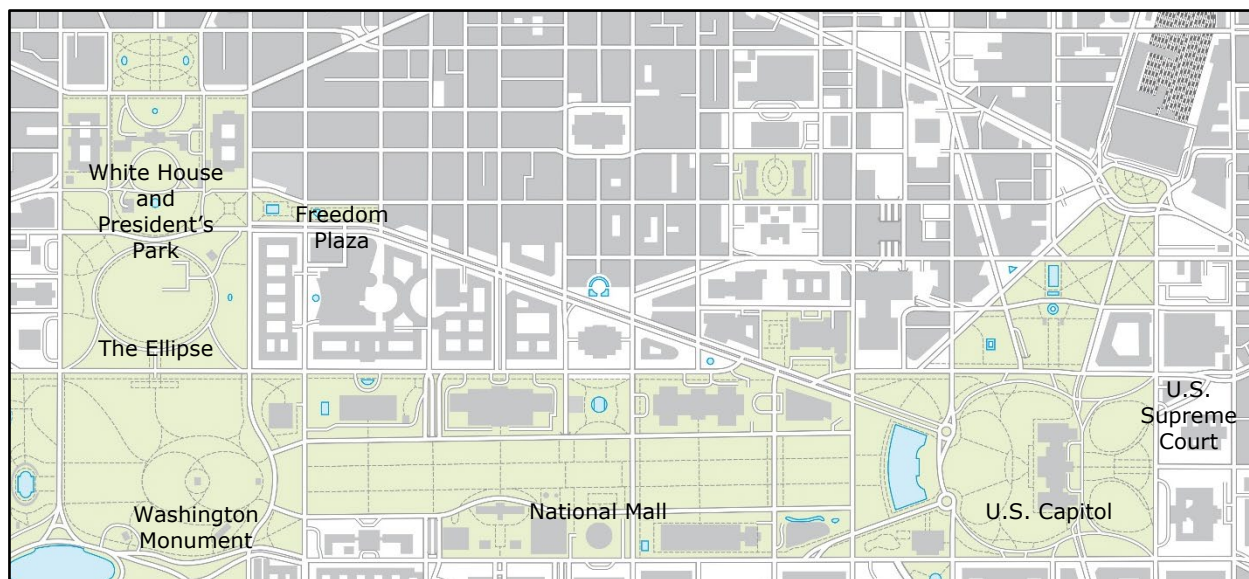 White House
and
President's
Park
Freedom
Plaza
The Ellipse
U.S.
Supreme
Court
Washington
Monument
National Mall
U.S. Capitol